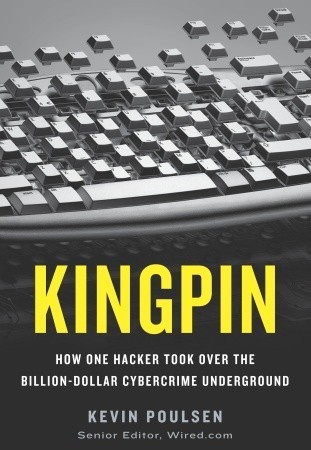 KINGPIN
HOW ONE HACKER TOOK OVER THE
BILLION-DOLLAR CYBERCRIME UNDERGROUND
KEVIN POULSEN
Senior Editor, Wired.com